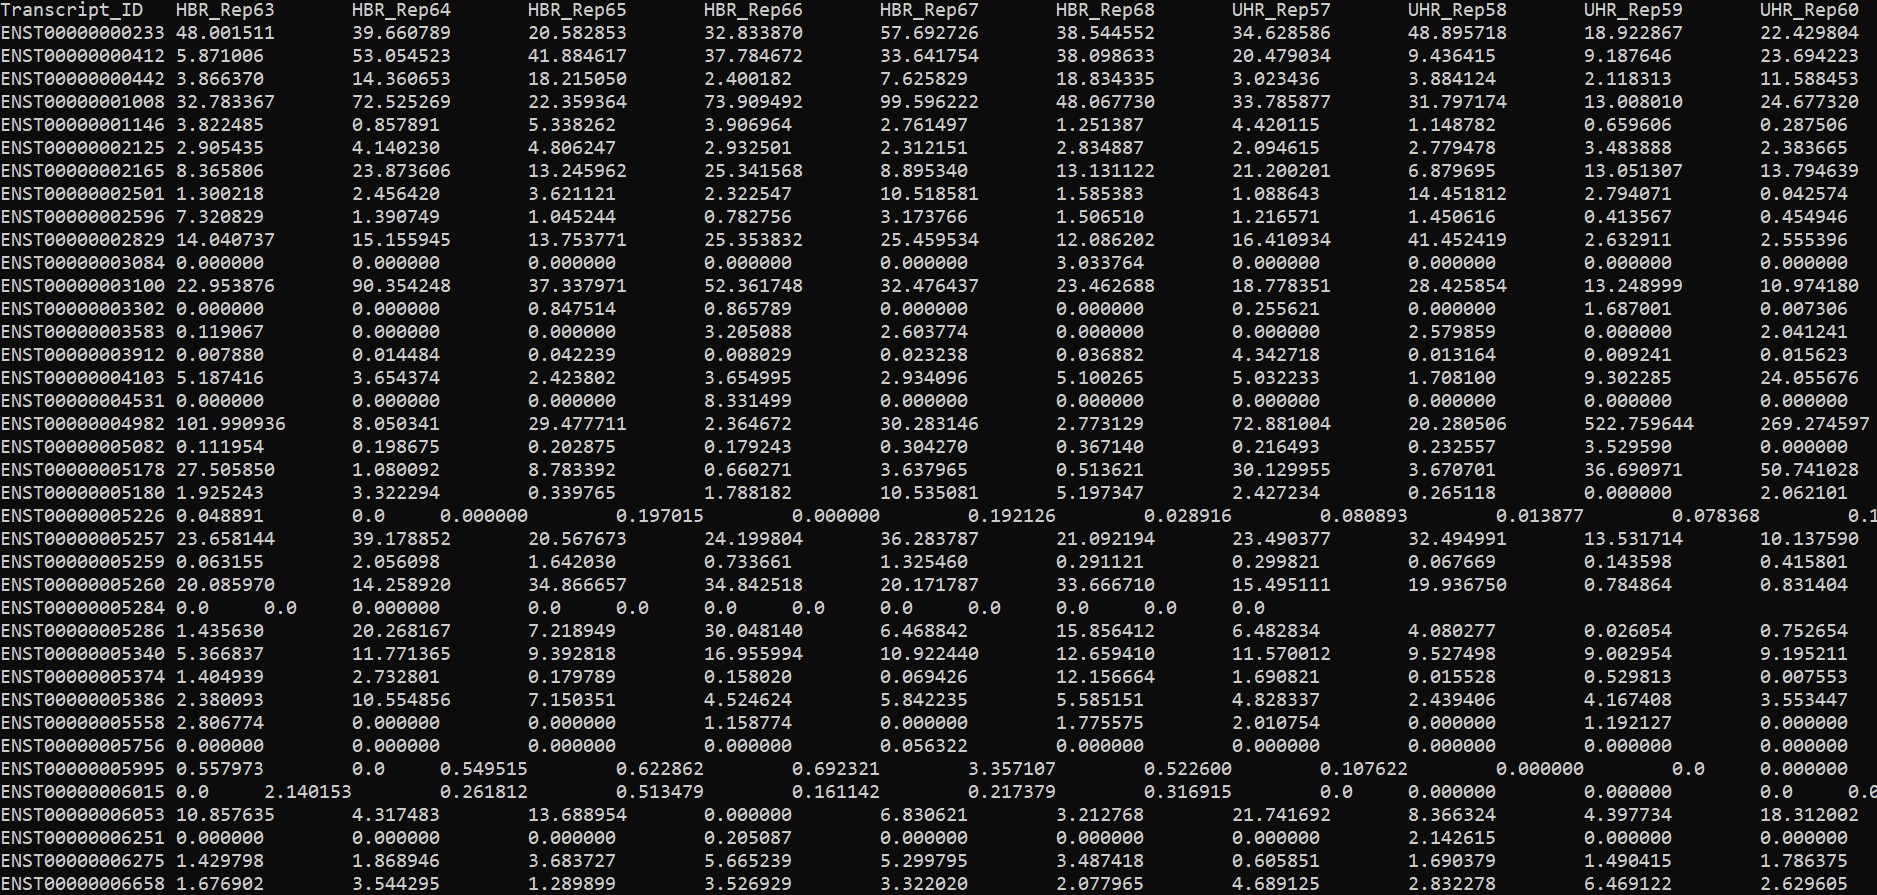 Transcript_ID HBR_Rep63 HBR_Rep64 HBR_Rep65 HBR_Rep66 HBR_Rep67 HBR_Rep68 UHR_Rep57 UHR_Rep58 UHR_Rep59 UHR_Rep60
ENST00000000233 48.001511 39.660789 20.582853 32.833870 57.692726 38.544552 34.628586 48.895718 18.922867 22.429804
ENST00000000412 5.871006 53.054523 41.884617 37.784672 33.641754 38.098633 20.479034 9.436415 9.187646 23.694223
ENST00000000442 3.866370 14.360653 18.215050 2.400182 7.625829 18.834335 3.023436 3.884124 2.118313 11.588453
ENST00000001008 32.783367 72.525269 22.359364 73.909492 99.596222 48.067730 33.785877 31.797174 13.008010 24.677320
ENST00000001146 3.822485 0.857891 5.338262 3.906964 2.761497 1.251387 4.420115 1.148782 0.659606 0.287506
ENST00000002125 2.905435 4.140230 4.806247 2.932501 2.312151 2.834887 2.094615 2.779478 3.483888 2.383665
ENST00000002165 8.365806 23.873606 13.245962 25.341568 8.895340 13.131122 21.200201 6.879695 13.051307 13.794639
ENST00000002501 1.300218 2.456420 3.621121 2.322547 10.518581 1.585383 1.088643 14.451812 2.794071 0.042574
ENST00000002596 7.320829 1.390749 1.045244 0.782756 3.173766 1.506510 1.216571 1.450616 0.413567 0.454946
ENST00000002829 14.040737 15.155945 13.753771 25.353832 25.459534 12.086202 16.410934 41.452419 2.632911 2.555396
ENST00000003084 0.000000 0.000000 0.000000 0.000000 0.000000 3.033764 0.000000 0.000000 0.000000 0.000000
ENST00000003100 22.953876 90.354248 37.337971 52.361748 32.476437 23.462688 18.778351 28.425854 13.248999 10.974180
ENST00000003302 0.000000 0.000000 0.847514 0.865789 0.000000 0.000000 0.255621 0.000000 1.687001 0.007306
ENST00000003583 0.119067 0.000000 0.000000 3.205088 2.603774 0.000000 0.000000 2.579859 0.000000 2.041241
ENST00000003912 0.007880 0.014484 0.042239 0.008029 0.023238 0.036882 4.342718 0.013164 0.009241 0.015623
ENST00000004103 5.187416 3.654374 2.423802 3.654995 2.934096 5.100265 5.032233 1.708100 9.302285 24.055676
ENST00000004531 0.000000 0.000000 0.000000 8.331499 0.000000 0.000000 0.000000 0.000000 0.000000 0.000000
ENST00000004982 101.990936 8.050341 29.477711 2.364672 30.283146 2.773129 72.881004 20.280506 522.759644 269.274597
ENST00000005082 0.111954 0.198675 0.202875 0.179243 0.304270 0.367140 0.216493 0.232557 3.529590 0.000000
ENST00000005178 27.505850 1.080092 8.783392 0.660271 3.637965 0.513621 30.129955 3.670701 36.690971 50.741028
ENST00000005180 1.925243 3.322294 0.339765 1.788182 10.535081 5.197347 2.427234 0.265118 0.000000 2.062101
ENST00000005226 0.048891 0.0 0.000000 0.197015 0.000000 0.192126 0.028916 0.080893 0.013877 0.078368 0.1
ENST00000005257 23.658144 39.178852 20.567673 24.199804 36.283787 21.092194 23.490377 32.494991 13.531714 10.137590
ENST00000005259 0.063155 2.056098 1.642030 0.733661 1.325460 0.291121 0.299821 0.067669 0.143598 0.415801
ENST00000005260 20.085970 14.258920 34.866657 34.842518 20.171787 33.666710 15.495111 19.936750 0.784864 0.831404
ENST00000005284 0.0 0.0 0.000000 0.0 0.0 0.0 0.0 0.0 0.0 0.0 0.0 0.0
ENST00000005286 1.435630 20.268167 7.218949 30.048140 6.468842 15.856412 6.482834 4.080277 0.026054 0.752654
ENST00000005340 5.366837 11.771365 9.392818 16.955994 10.922440 12.659410 11.570012 9.527498 9.002954 9.195211
ENST00000005374 1.404939 2.732801 0.179789 0.158020 0.069426 12.156664 1.690821 0.015528 0.529813 0.007553
ENST00000005386 2.380093 10.554856 7.150351 4.524624 5.842235 5.585151 4.828337 2.439406 4.167408 3.553447
ENST00000005558 2.806774 0.000000 0.000000 1.158774 0.000000 1.775575 2.010754 0.000000 1.192127 0.000000
ENST00000005756 0.000000 0.000000 0.000000 0.000000 0.056322 0.000000 0.000000 0.000000 0.000000 0.000000
ENST00000005995 0.557973 0.0 0.549515 0.622862 0.692321 3.357107 0.522600 0.107622 0.000000 0.0 0.000000
ENST00000006015 0.0 2.140153 0.261812 0.513479 0.161142 0.217379 0.316915 0.0 0.000000 0.000000 0.0 0.0
ENST00000006053 10.857635 4.317483 13.688954 0.000000 6.830621 3.212768 21.741692 8.366324 4.397734 18.312002
ENST00000006251 0.000000 0.000000 0.000000 0.205087 0.000000 0.000000 0.000000 2.142615 0.000000 0.000000
ENST00000006275 1.429798 1.868946 3.683727 5.665239 5.299795 3.487418 0.605851 1.690379 1.490415 1.786375
ENST00000006658 1.676902 3.544295 1.289899 3.526929 3.322020 2.077965 4.689125 2.832278 6.469122 2.629605